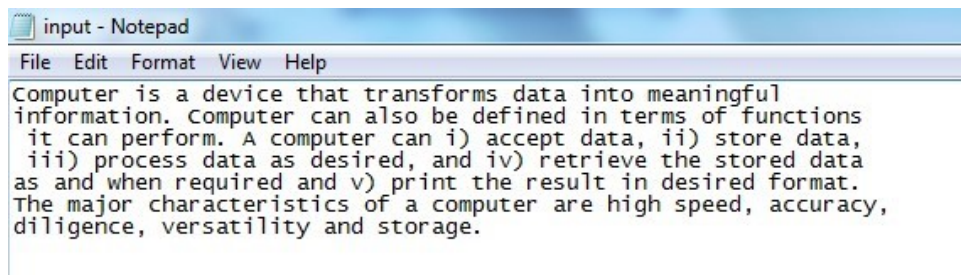 input - Notepad
File Edit Format View Help
Computer is a device that transforms data into meaningful
information. Computer can also be defined in terms of functions
it can perform. A computer can i) accept data, ii) store data,
iii) process data as desired, and iv) retrieve the stored data
as and when required and v) print the result in desired format.
The major characteristics of a computer are high speed, accuracy,
diligence, versatility and storage.